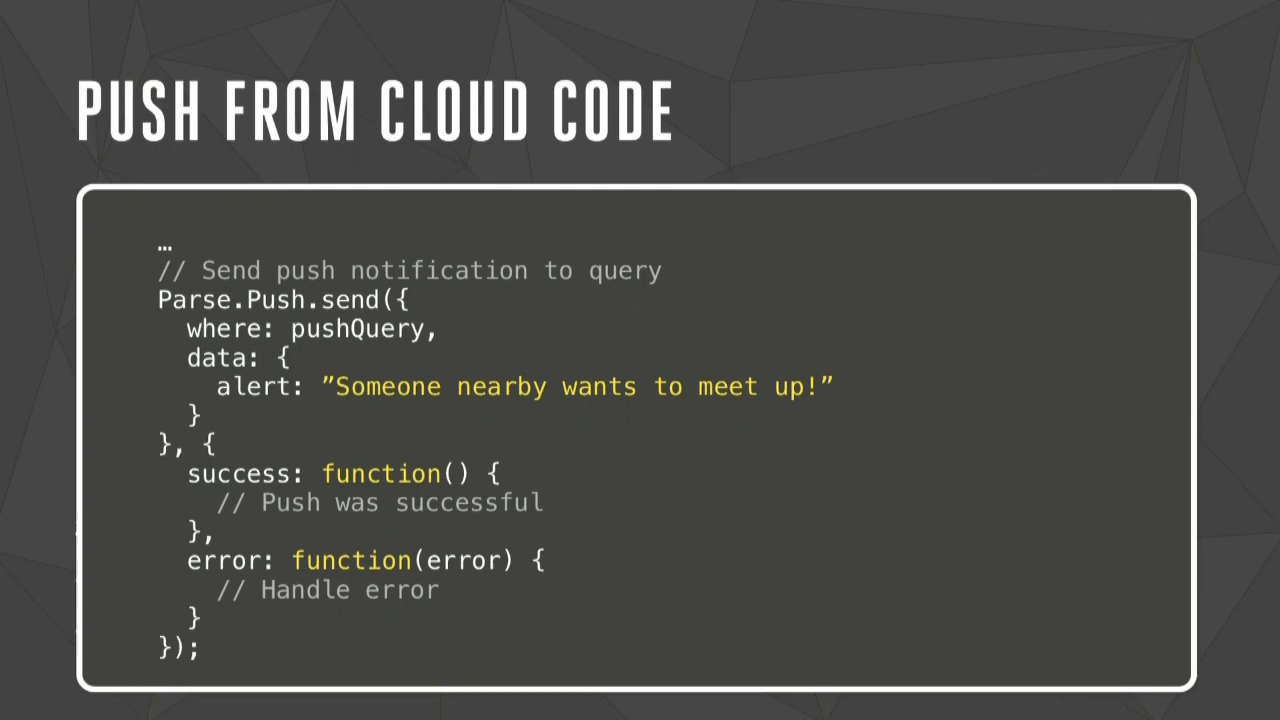 PUSH FROM CLOUD CODE
…
// Send push notification to query
Parse.Push.send({
  where: pushQuery,
  data: {
    alert: ”Someone nearby wants to meet up!”
  }
}, {
  success: function() {
    // Push was successful
  },
  error: function(error) {
    // Handle error
  }
});